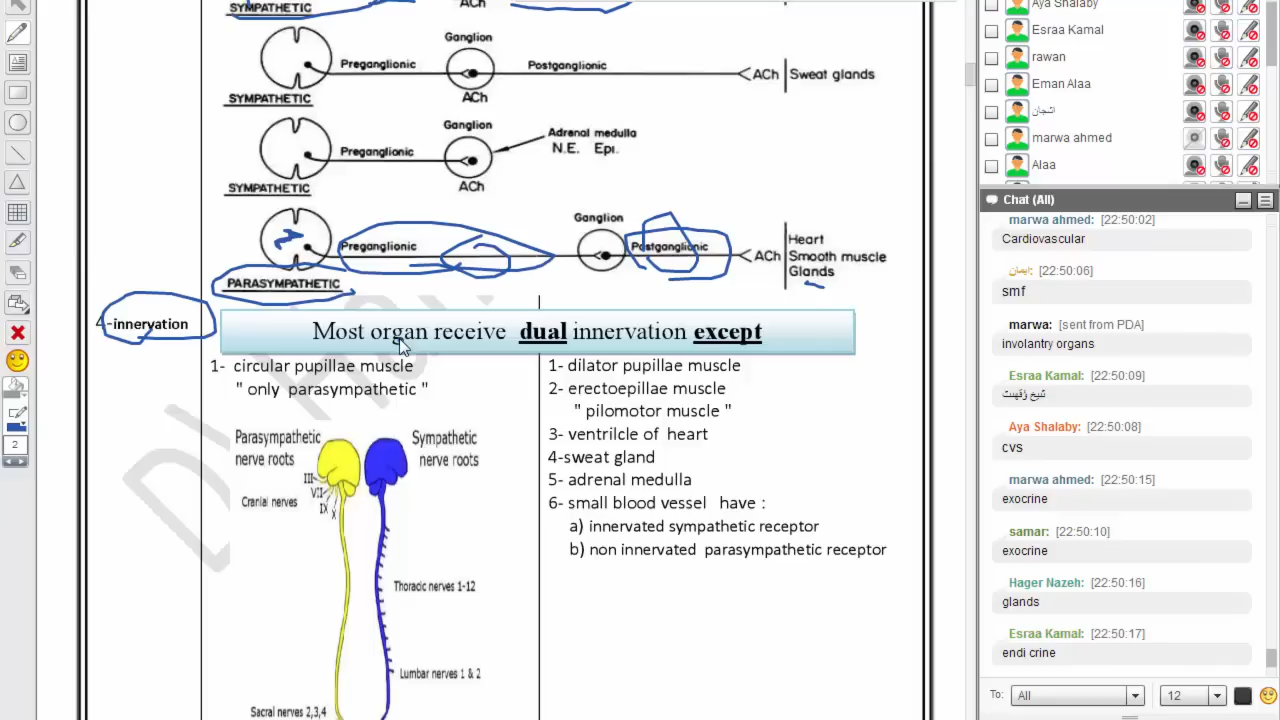 SYMPATHETIC
ACh
Ganglion
Preganglionic
Postganglionic
ACh
Sweat glands
SYMPATHETIC
ACh
Ganglion
Adrenal medulla
N.E. Epi.
Preganglionic
SYMPATHETIC
ACh
Ganglion
Preganglionic
Postganglionic
ACh
Heart
Smooth muscle
Glands
PARASYMPATHETIC
4-innervation
Most organ receive dual innervation except
1- circular pupillae muscle
" only parasympathetic "
Parasympathetic
nerve roots
Sympathetic
nerve roots
III
VII
IX
X
Cranial nerves
Thoracic nerves 1-12
Lumbar nerves 1 & 2
Sacral nerves 2,3,4
1- dilator pupillae muscle
2- erectoepillae muscle
" pilomotor muscle "
3- ventrilcle of heart
4-sweat gland
5- adrenal medulla
6- small blood vessel have :
a) innervated sympathetic receptor
b) non innervated parasympathetic receptor
2
Aya Shalaby
Esraa Kamal
rawan
Eman Alaa
marwa ahmed
Alaa
Chat (All)
marwa ahmed: [22:50:02]
Cardiovascular
ايمان: [22:50:06]
smf
marwa: [sent from PDA]
involantry organs
Esraa Kamal: [22:50:09]
Aya Shalaby: [22:50:08]
cvs
marwa ahmed: [22:50:15]
exocrine
samar: [22:50:10]
exocrine
Hager Nazeh: [22:50:16]
glands
Esraa Kamal: [22:50:17]
endi crine
To: All
12